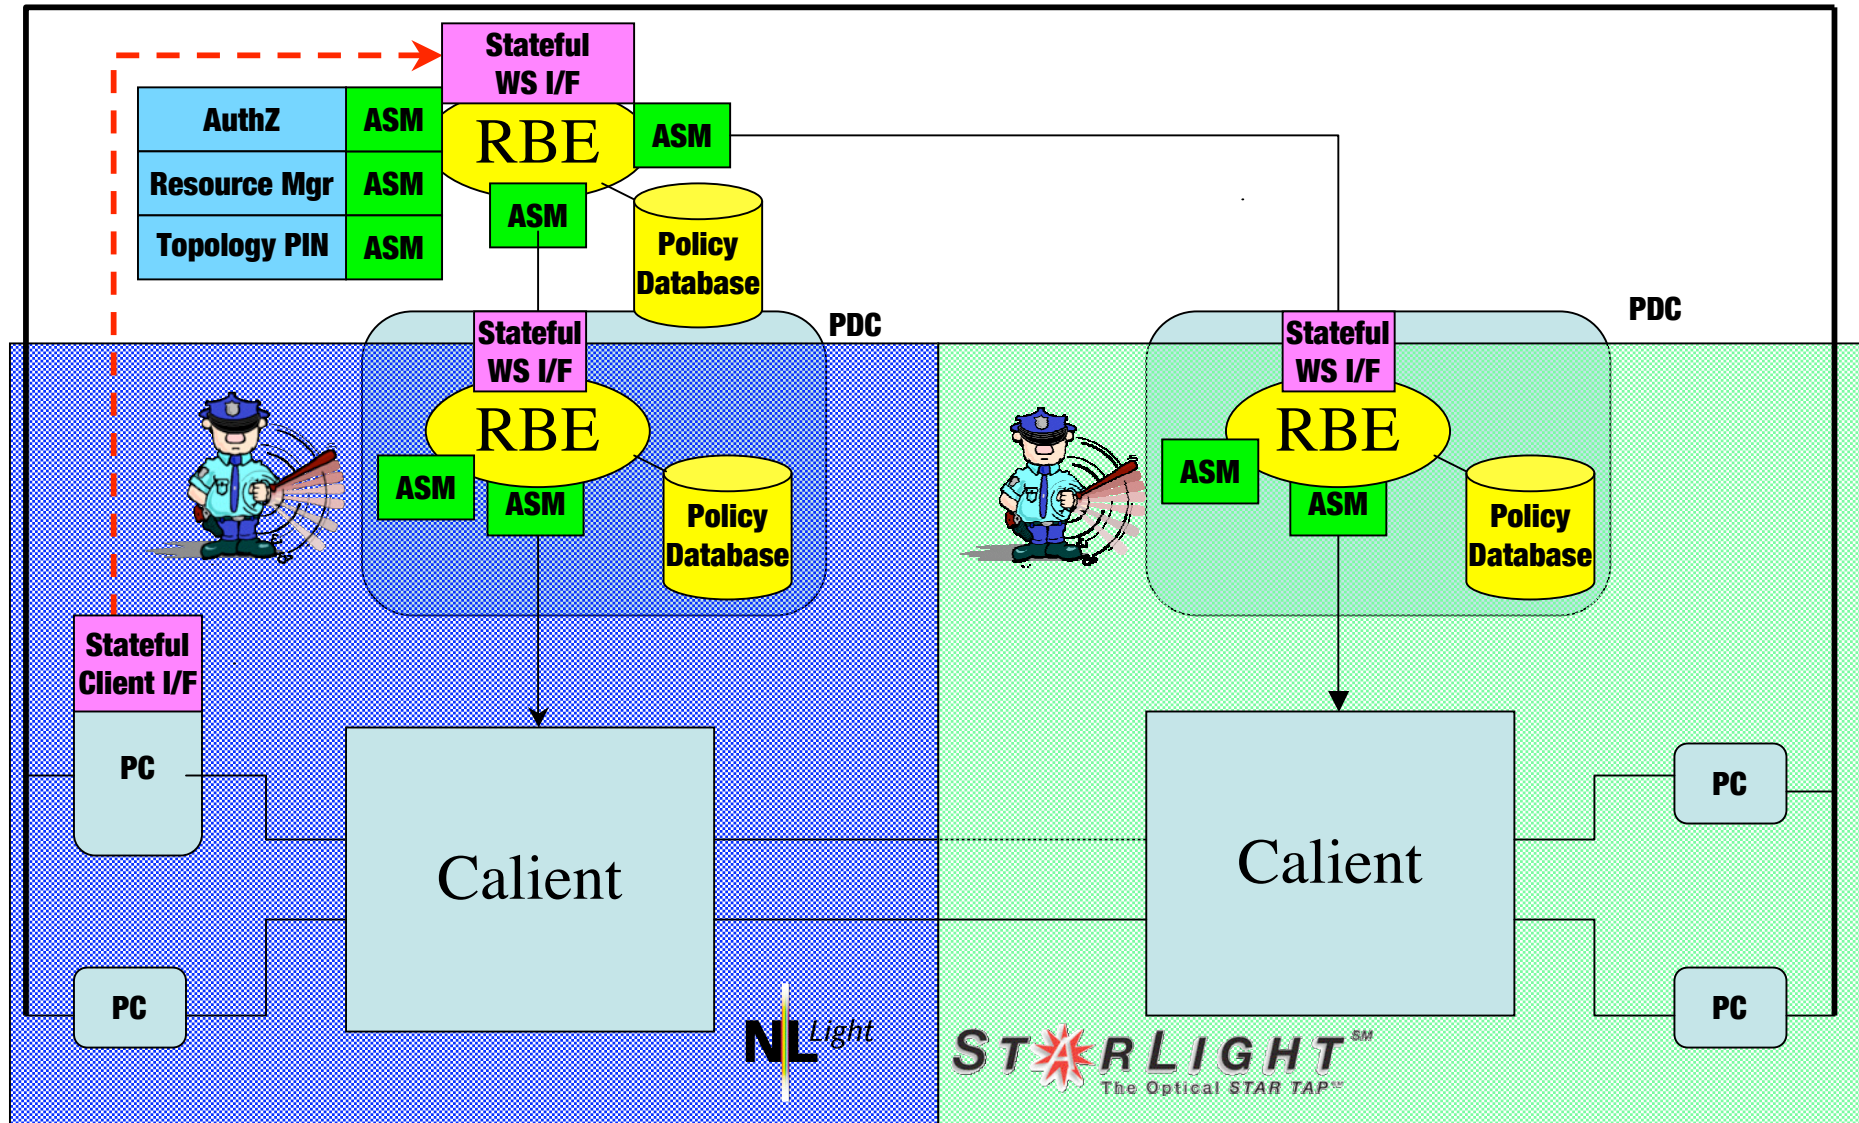 Stateful
WS I/F
AuthZ
ASM
RBE
ASM
Resource Mgr
ASM
ASM
Topology PIN
ASM
Policy
Database
PDC
PDC
Stateful
WS I/F
Stateful
WS I/F
RBE
RBE
ASM
ASM
Policy
Database
ASM
ASM
Policy
Database
Stateful
Client I/F
PC
PC
Calient
Calient
PC
PC
NL Light
STARLIGHT SM
The Optical STAR TAP SM